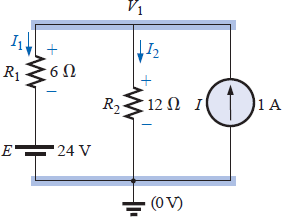 V1
I1
+
I2
R1
6 Ω
−
+
R2
12 Ω
I
1 A
−
E
24 V
(0 V)